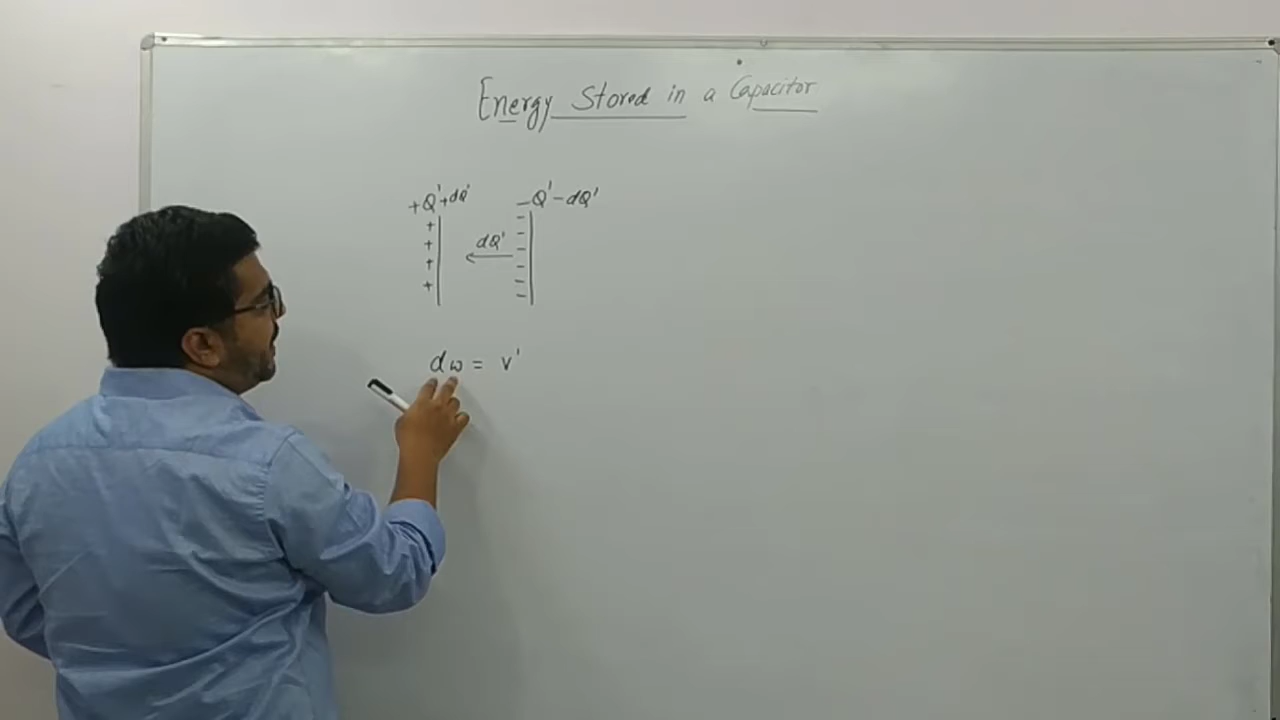 Energy Stored in a Capacitor
+Q'+dQ' -Q'-dQ'
+ -
+ dQ' -
+ -
+ -
-
-
dw = v'